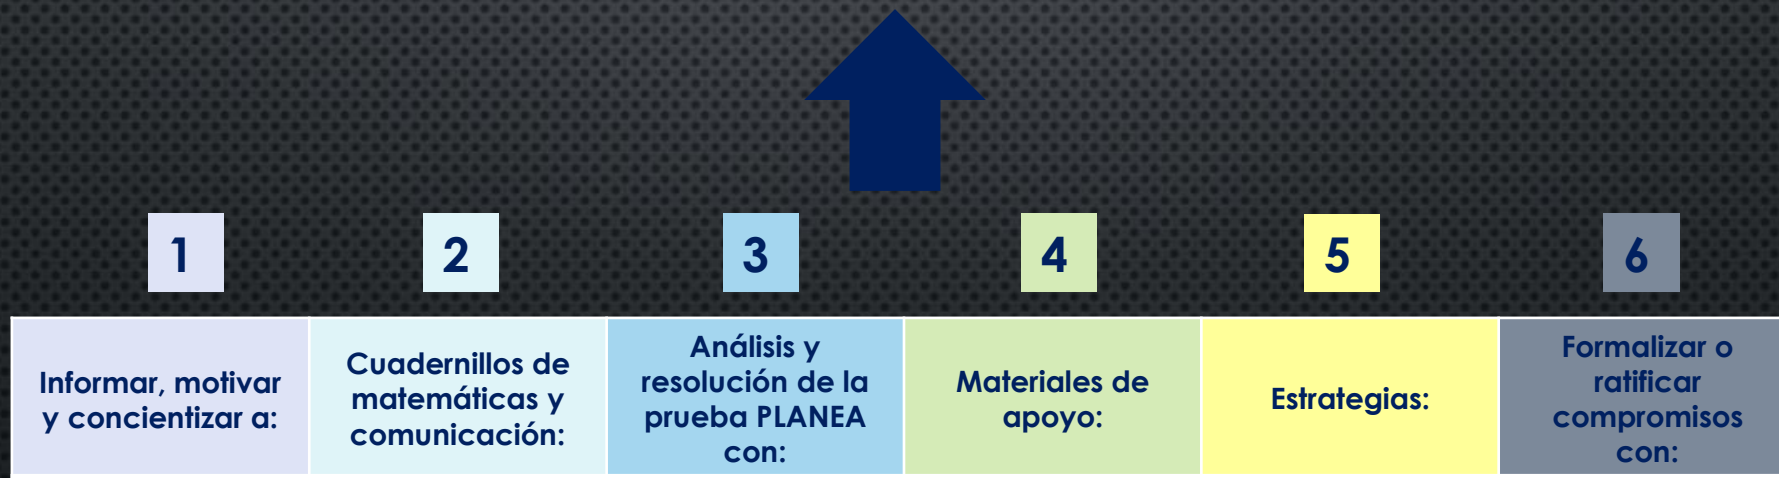 1
2
3
4
5
6
Informar, motivar
y concientizar a:
Cuadernillos de
matemáticas y
comunicación:
Análisis y
resolución de la
prueba PLANEA
con:
Materiales de
apoyo:
Estrategias:
Formalizar o
ratificar
compromisos
con: